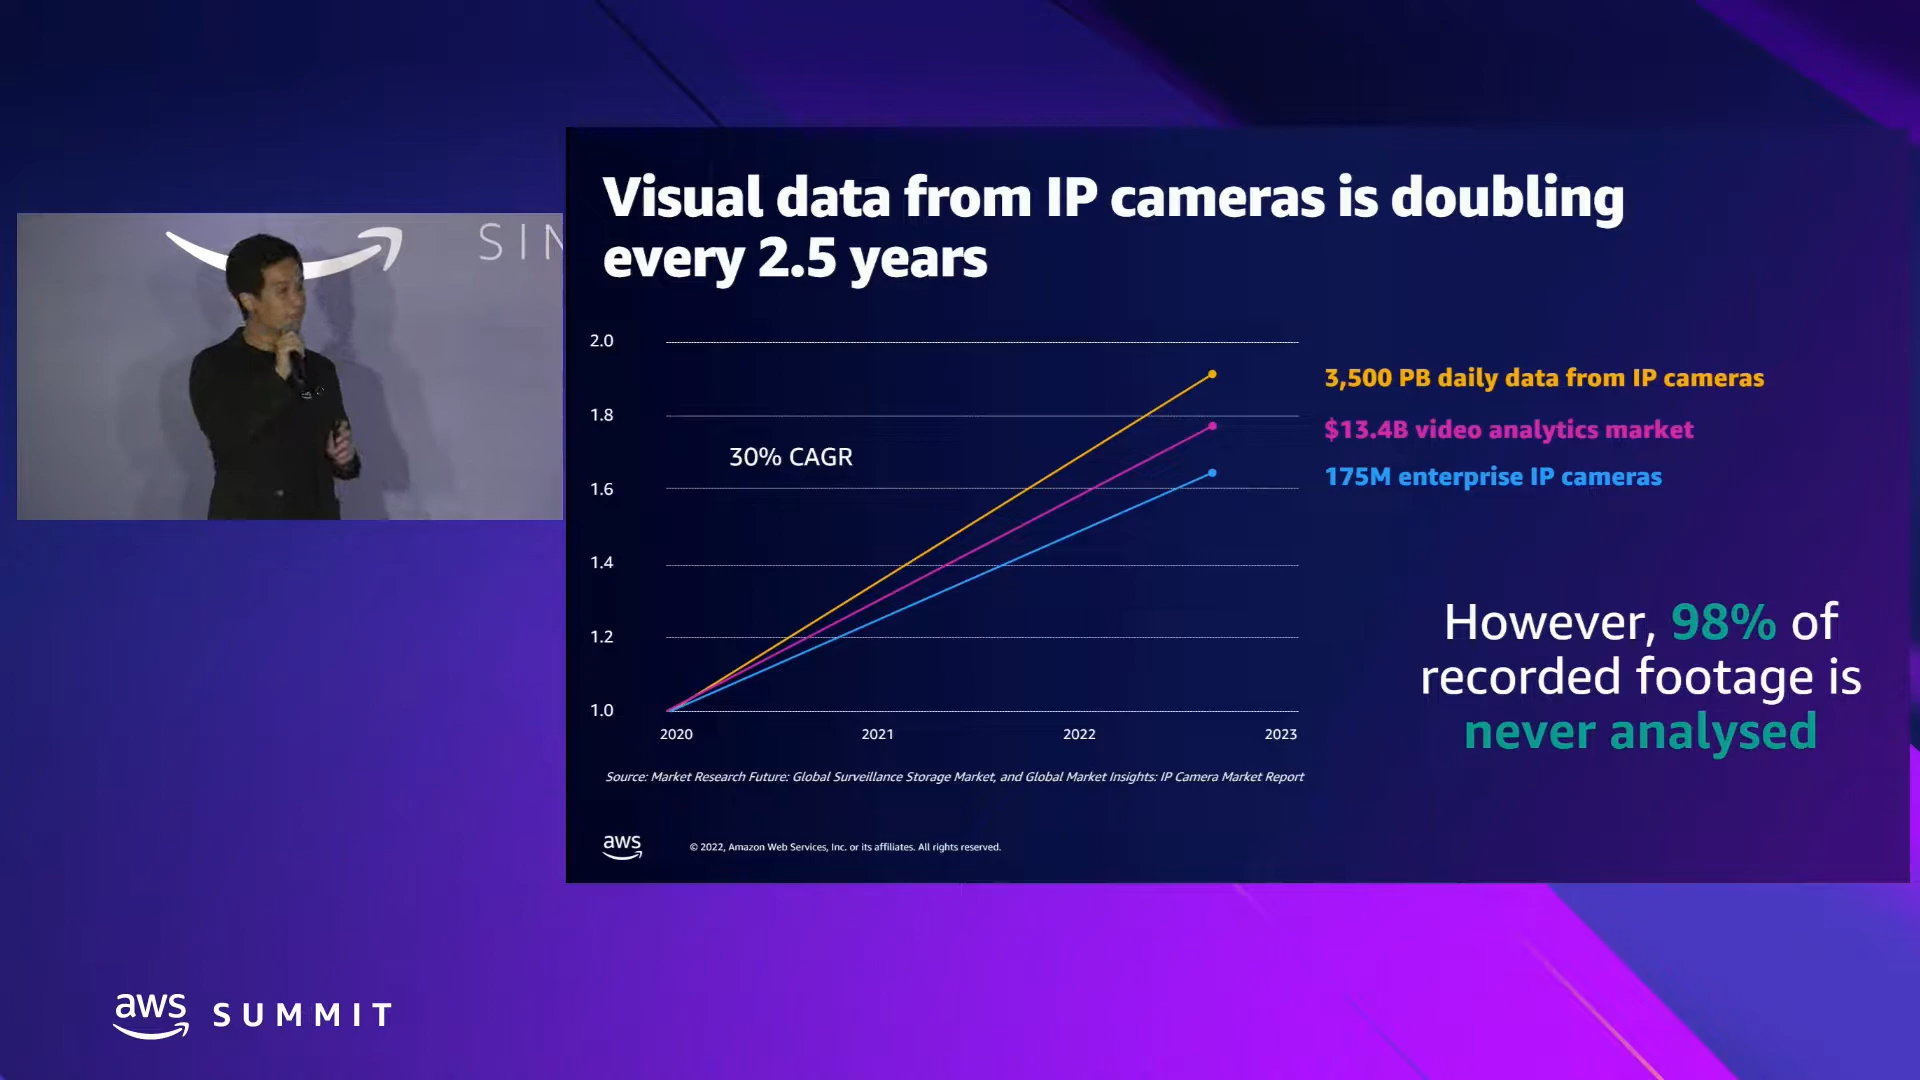 SIN
Visual data from IP cameras is doubling
every 2.5 years
2.0
1.8
1.6
1.4
1.2
1.0
30% CAGR
3,500 PB daily data from IP cameras
$13.4B video analytics market
175M enterprise IP cameras
2020 2021 2022 2023
However, 98% of
recorded footage is
never analysed
Source: Market Research Future: Global Surveillance Storage Market, and Global Market Insights: IP Camera Market Report
aws
© 2022, Amazon Web Services, Inc. or its affiliates. All rights reserved.
aws SUMMIT